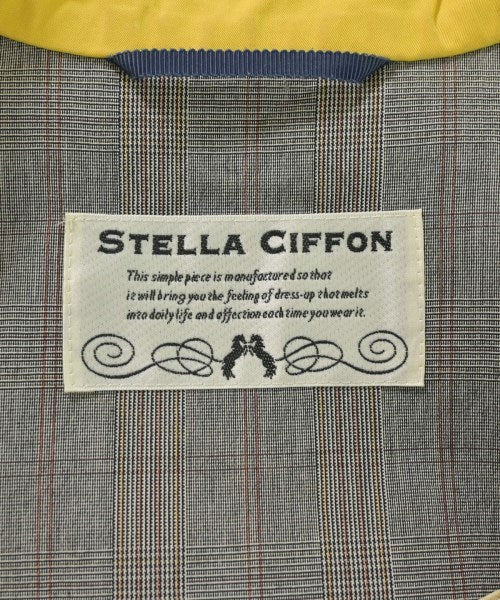 STELLA CIFFON
This simple piece is manufactured so that
it will bring you the feeling of dress-up that melts
into daily life and affection each time you wear it.